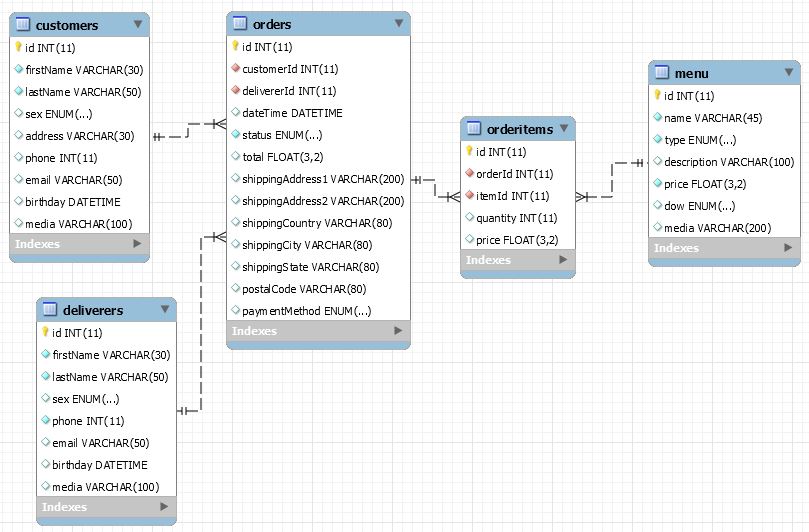 customers
id INT(11)
firstName VARCHAR(30)
lastName VARCHAR(50)
sex ENUM(...)
address VARCHAR(30)
phone INT(11)
email VARCHAR(50)
birthday DATETIME
media VARCHAR(100)
Indexes
orders
id INT(11)
customerId INT(11)
delivererId INT(11)
dateTime DATETIME
status ENUM(...)
total FLOAT(3,2)
shippingAddress1 VARCHAR(200)
shippingAddress2 VARCHAR(200)
shippingCountry VARCHAR(80)
shippingCity VARCHAR(80)
shippingState VARCHAR(80)
postalCode VARCHAR(80)
paymentMethod ENUM(...)
Indexes
orderitems
id INT(11)
orderId INT(11)
itemId INT(11)
quantity INT(11)
price FLOAT(3,2)
Indexes
menu
id INT(11)
name VARCHAR(45)
type ENUM(...)
description VARCHAR(100)
price FLOAT(3,2)
dow ENUM(...)
media VARCHAR(200)
Indexes
deliverers
id INT(11)
firstName VARCHAR(30)
lastName VARCHAR(50)
sex ENUM(...)
phone INT(11)
email VARCHAR(50)
birthday DATETIME
media VARCHAR(100)
Indexes